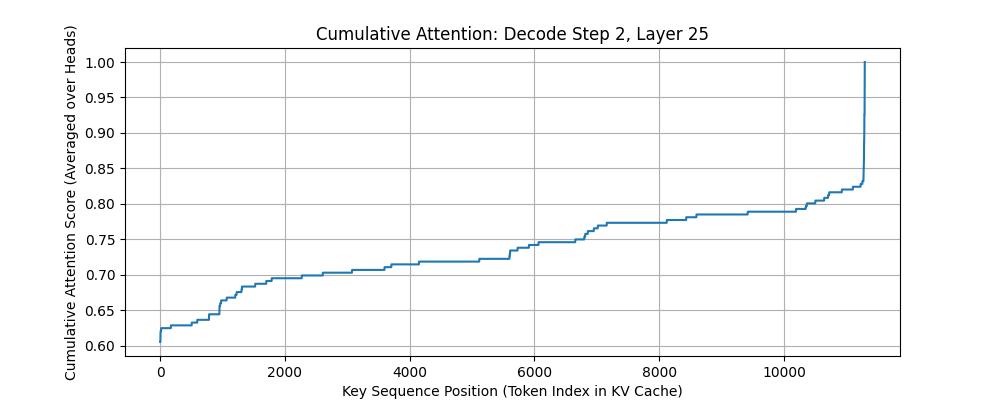 Cumulative Attention: Decode Step 2, Layer 25
Cumulative Attention Score (Averaged over Heads)
1.00
0.95
0.90
0.85
0.80
0.75
0.70
0.65
0.60
0 2000 4000 6000 8000 10000
Key Sequence Position (Token Index in KV Cache)